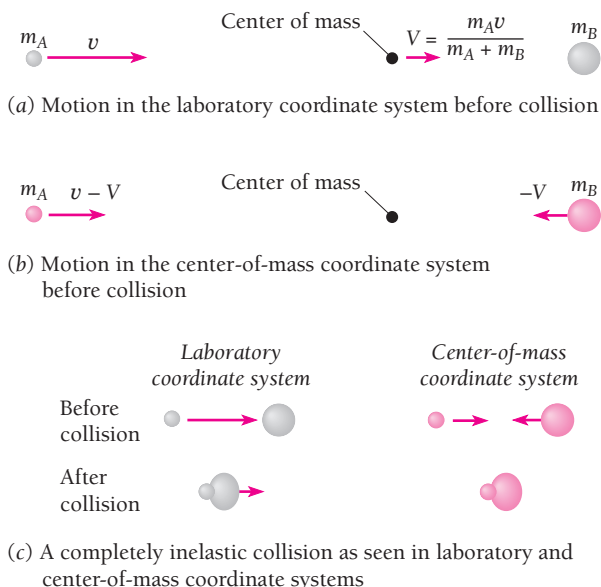 m_A v Center of mass V = m_A v / (m_A + m_B) m_B
(a) Motion in the laboratory coordinate system before collision
m_A v – V Center of mass –V m_B
(b) Motion in the center-of-mass coordinate system
before collision
Laboratory
coordinate system
Center-of-mass
coordinate system
Before
collision
After
collision
(c) A completely inelastic collision as seen in laboratory and
center-of-mass coordinate systems